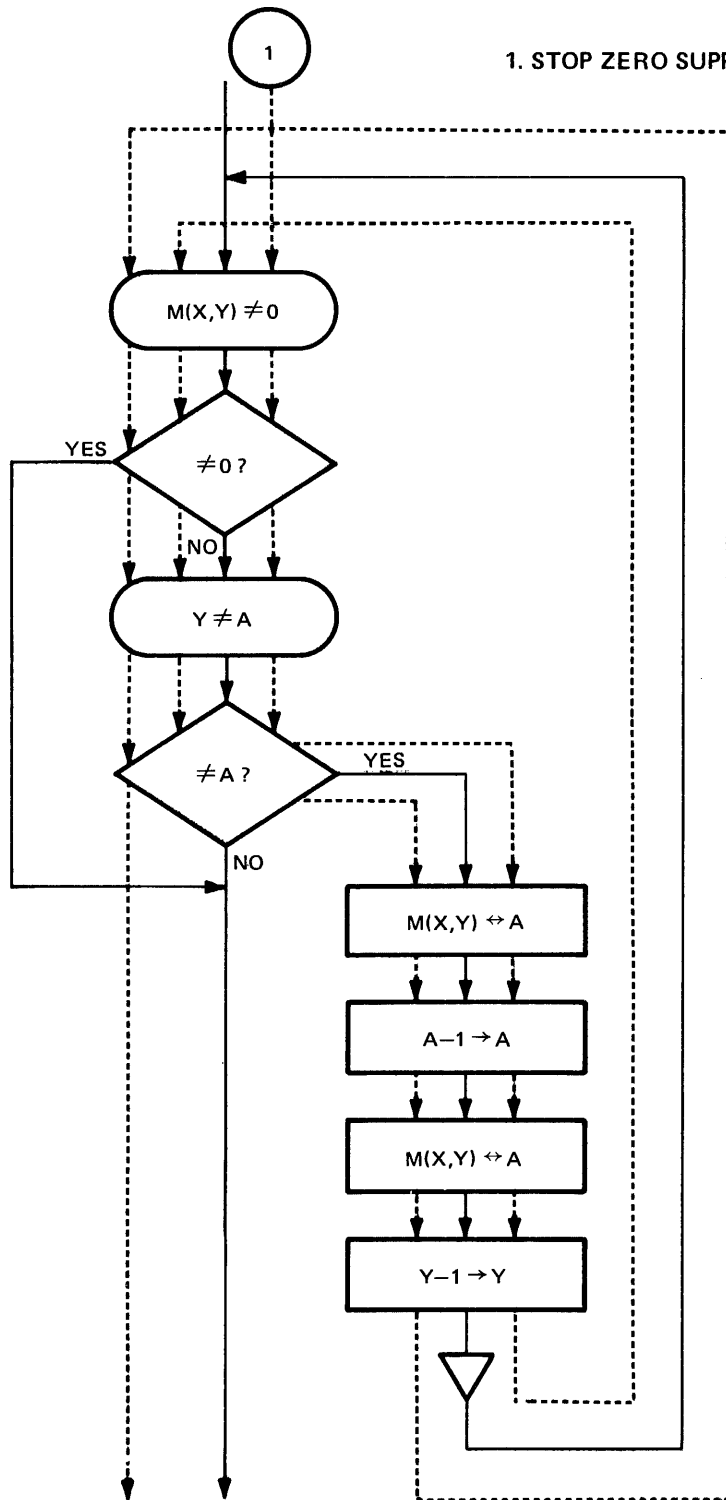 1
1. STOP ZERO SUPP
M(X,Y) ≠0
YES
≠0 ?
NO
Y ≠ A
≠A ?
YES
NO
M(X,Y) ↔ A
A−1 → A
M(X,Y) ↔ A
Y−1 → Y